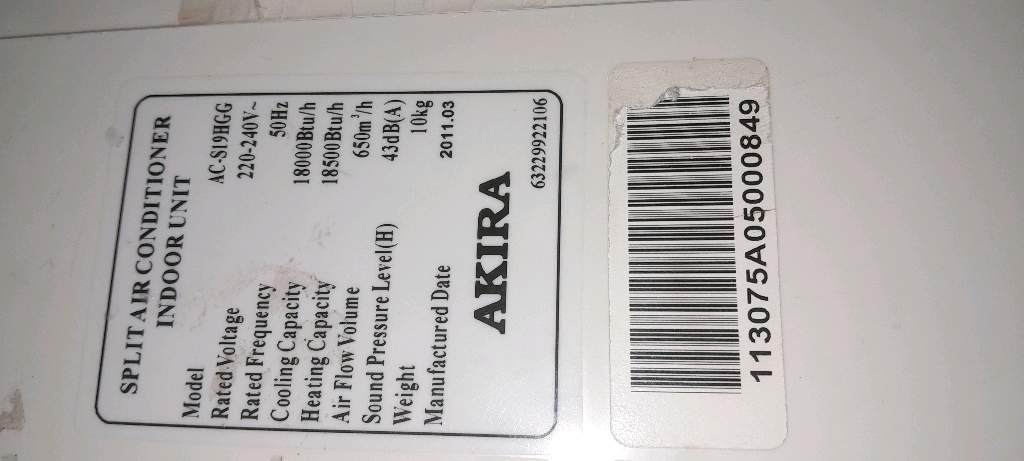 SPLIT AIR CONDITIONER
INDOOR UNIT
Model AC-S19HGG
Rated Voltage 220-240V~
Rated Frequency 50Hz
Cooling Capacity 18000Btu/h
Heating Capacity 18500Btu/h
Air Flow Volume 650m³/h
Sound Pressure Level(H) 43dB(A)
Weight 10kg
Manufactured Date 2011.03
AKIRA
63229922106
113075A05000849